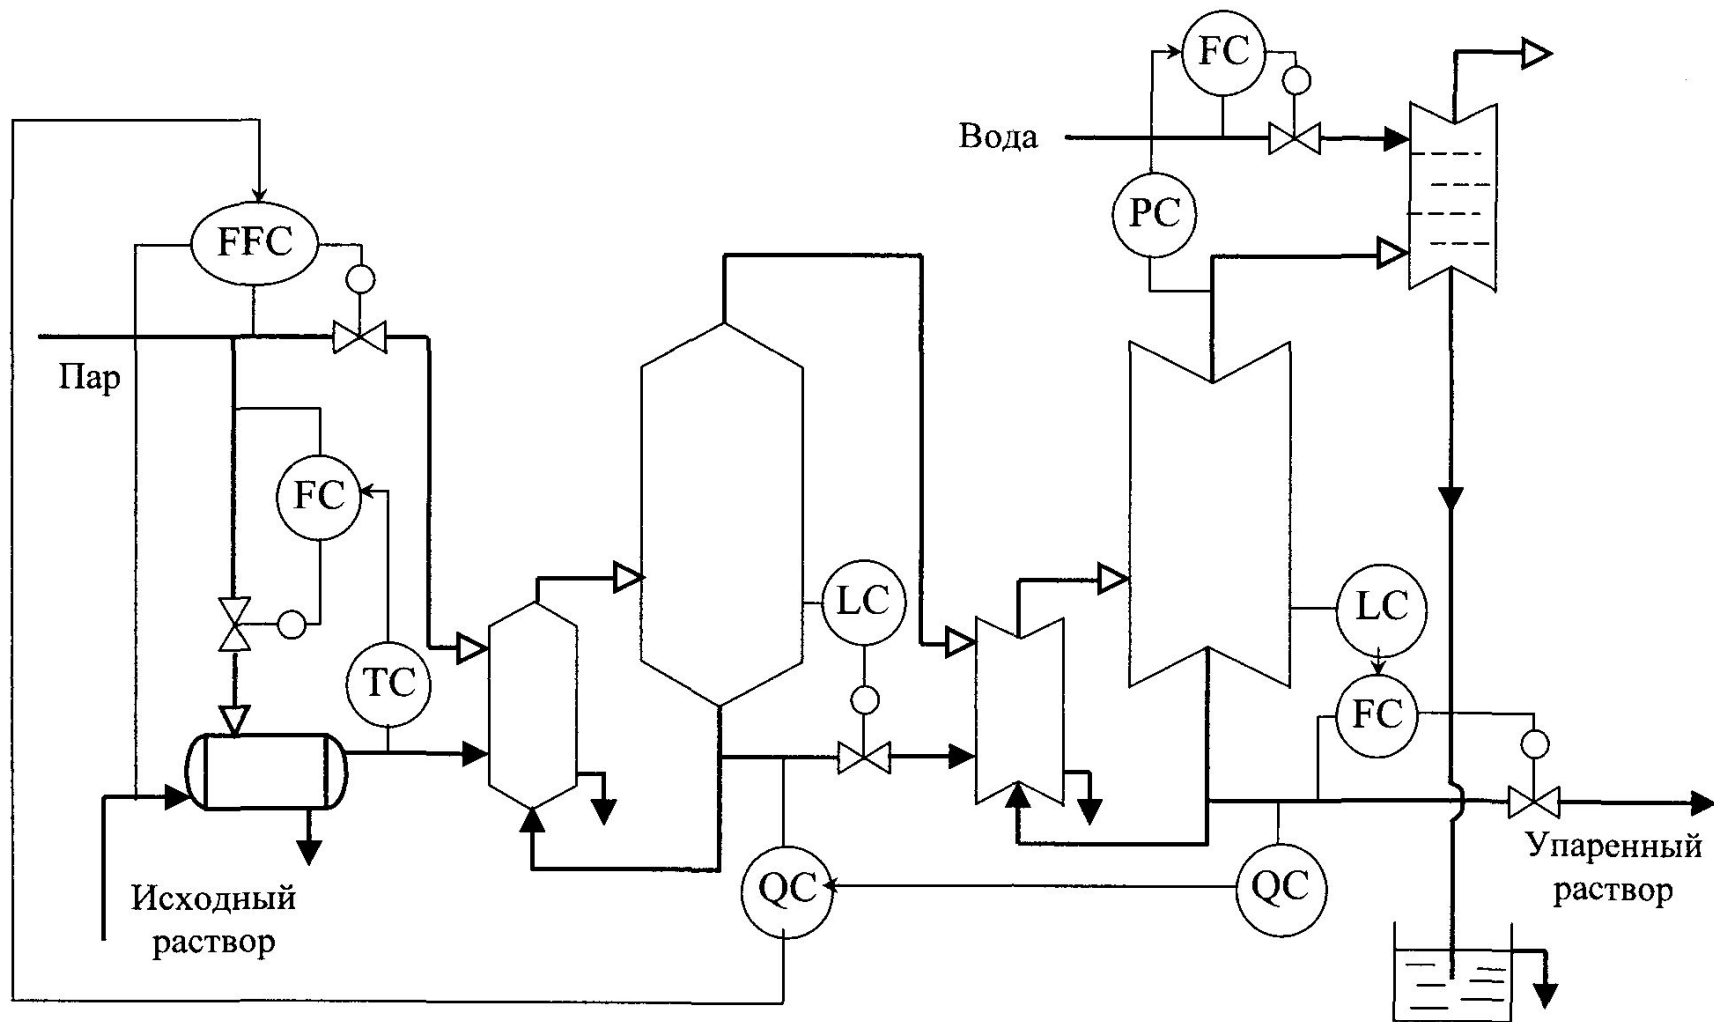 FC
Вода
PC
FFC
Пар
FC
LC
LC
TC
FC
QC
QC
Упаренный
раствор
Исходный
раствор